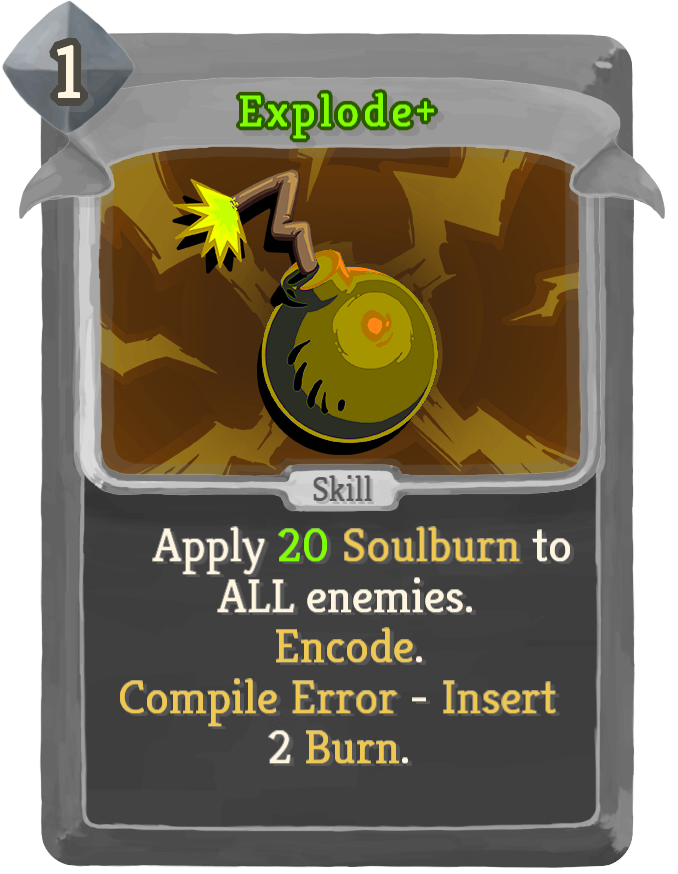 1
Explode+
Skill
Apply 20 Soulburn to
ALL enemies.
Encode.
Compile Error - Insert
2 Burn.